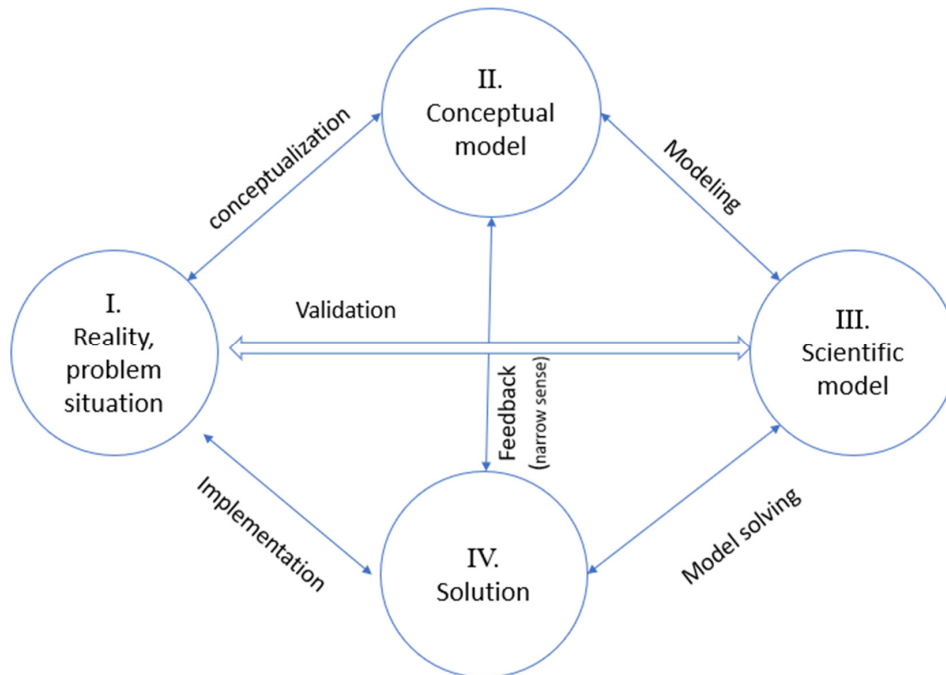 II.
Conceptual
model
conceptualization
Modeling
I.
Reality,
problem
situation
Validation
III.
Scientific
model
Feedback
(narrow sense)
Implementation
Model solving
IV.
Solution